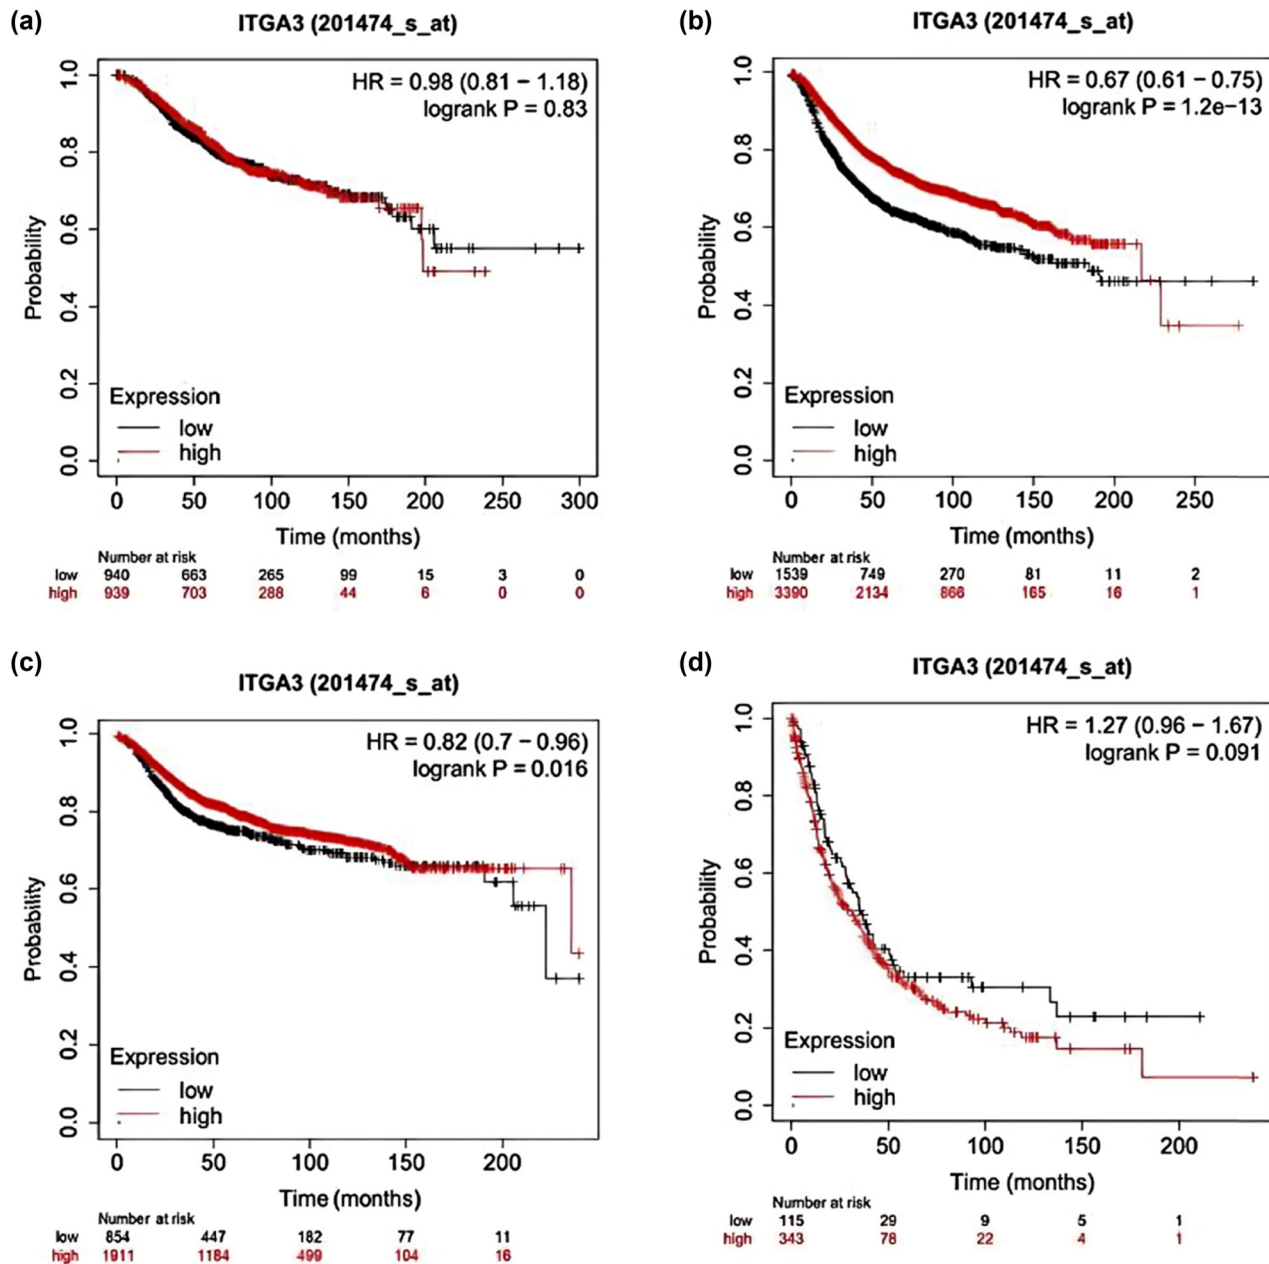 (a)
ITGA3 (201474_s_at)
HR = 0.98 (0.81 − 1.18)
logrank P = 0.83
Probability
1.0
0.8
0.6
0.4
0.2
0.0
Expression
low
high
0 50 100 150 200 250 300
Time (months)
Number at risk
low 940 663 265 99 15 3 0
high 939 703 288 44 6 0 0
(b)
ITGA3 (201474_s_at)
HR = 0.67 (0.61 − 0.75)
logrank P = 1.2e−13
Probability
1.0
0.8
0.6
0.4
0.2
0.0
Expression
low
high
0 50 100 150 200 250
Time (months)
Number at risk
low 1539 749 270 81 11 2
high 3390 2134 866 165 16 1
(c)
ITGA3 (201474_s_at)
HR = 0.82 (0.7 − 0.96)
logrank P = 0.016
Probability
1.0
0.8
0.6
0.4
0.2
0.0
Expression
low
high
0 50 100 150 200
Time (months)
Number at risk
low 854 447 182 77 11
high 1911 1184 499 104 16
(d)
ITGA3 (201474_s_at)
HR = 1.27 (0.96 − 1.67)
logrank P = 0.091
Probability
1.0
0.8
0.6
0.4
0.2
0.0
Expression
low
high
0 50 100 150 200
Time (months)
Number at risk
low 115 29 9 5 1
high 343 78 22 4 1